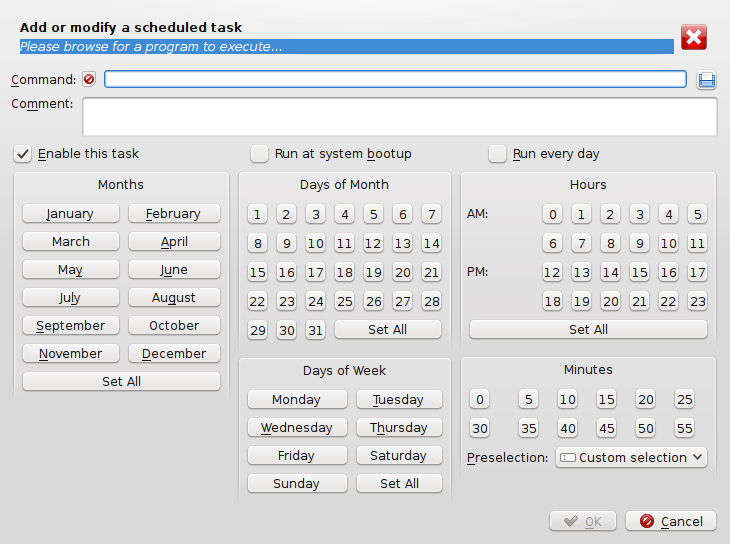 Add or modify a scheduled task
Please browse for a program to execute...
Command:
Comment:
Enable this task
Run at system bootup
Run every day
Months
January February
March April
May June
July August
September October
November December
Set All
Days of Month
1 2 3 4 5 6 7
8 9 10 11 12 13 14
15 16 17 18 19 20 21
22 23 24 25 26 27 28
29 30 31 Set All
Days of Week
Monday Tuesday
Wednesday Thursday
Friday Saturday
Sunday Set All
Hours
AM: 0 1 2 3 4 5
6 7 8 9 10 11
PM: 12 13 14 15 16 17
18 19 20 21 22 23
Set All
Minutes
0 5 10 15 20 25
30 35 40 45 50 55
Preselection: Custom selection
OK Cancel